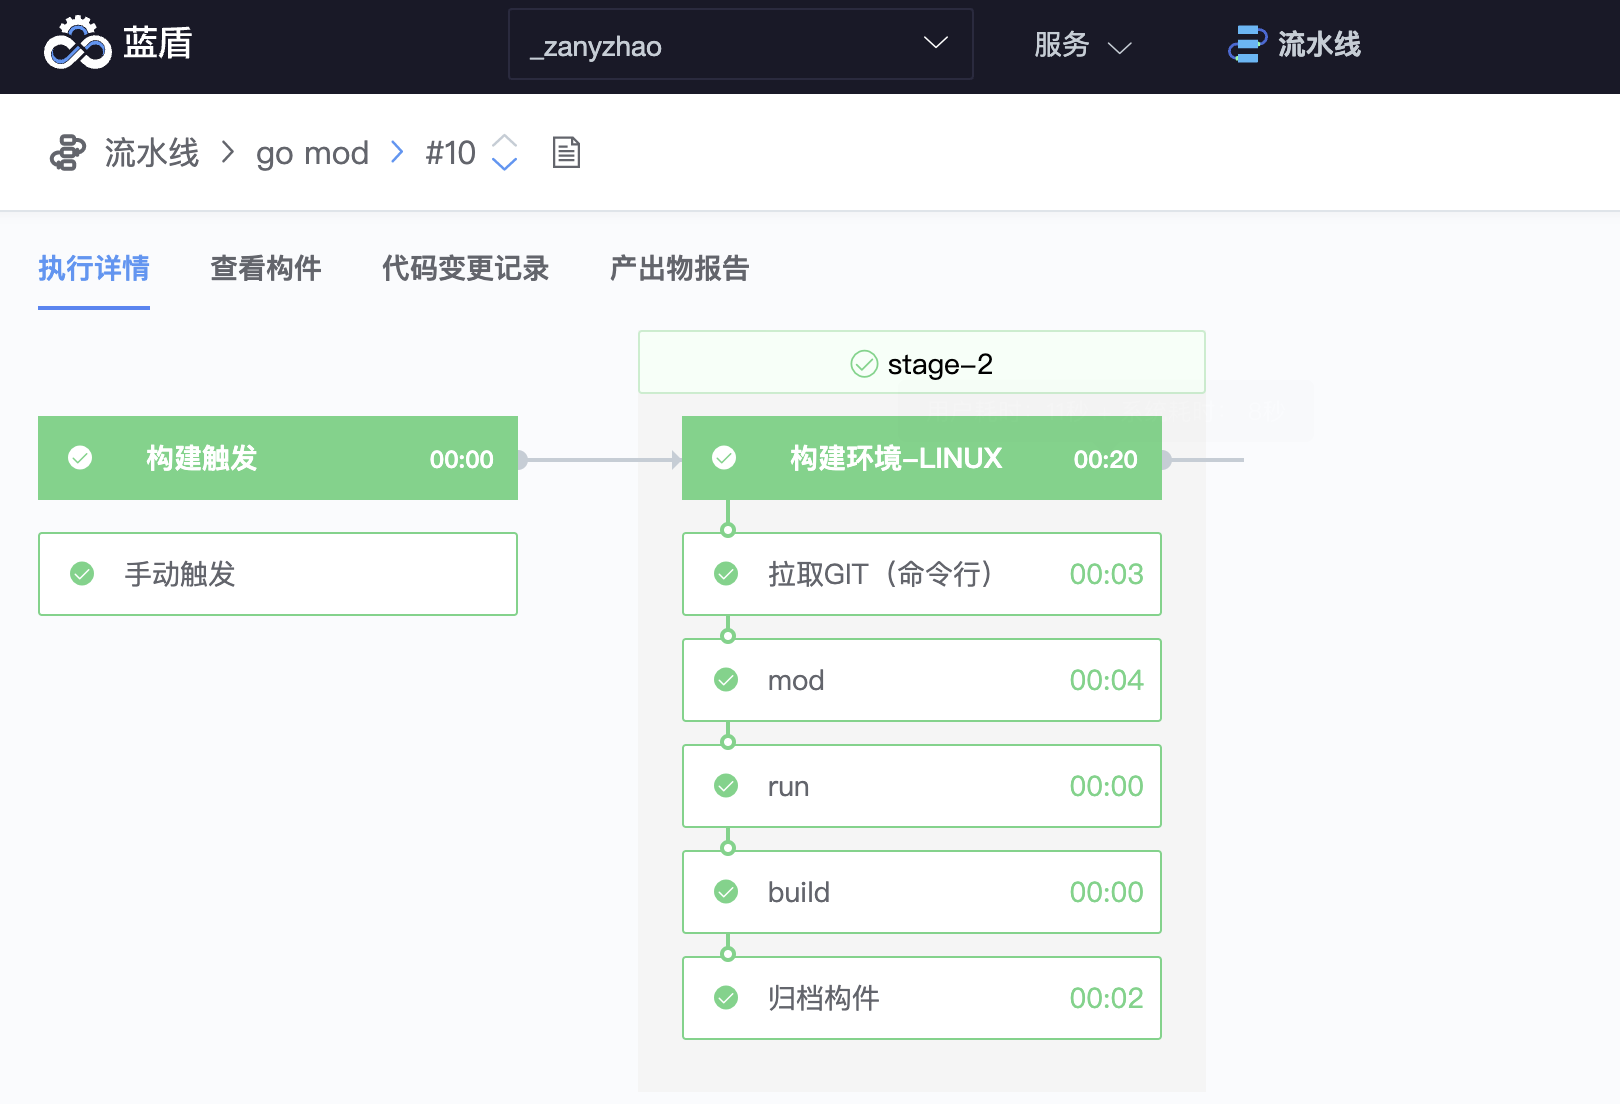 蓝盾
_zanyzhao
服务
流水线
流水线 > go mod > #10
执行详情
查看构件
代码变更记录
产出物报告
stage-2
构建触发 00:00
手动触发
构建环境-LINUX 00:20
拉取GIT（命令行） 00:03
mod 00:04
run 00:00
build 00:00
归档构件 00:02